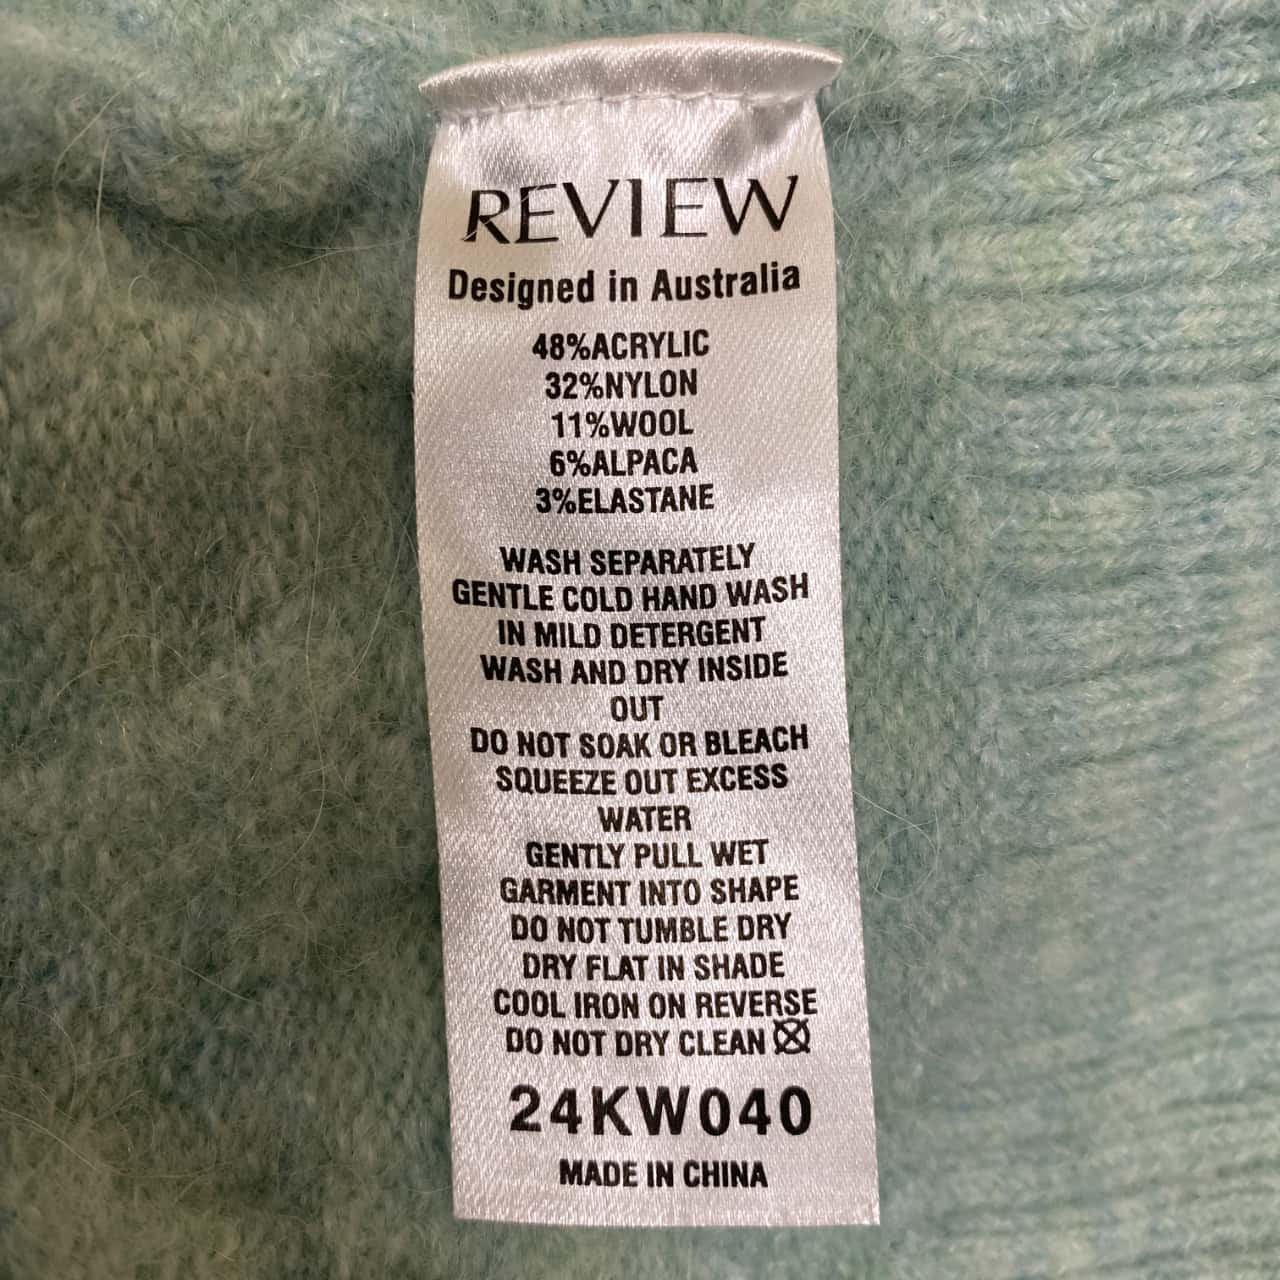 REVIEW
Designed in Australia
48%ACRYLIC
32%NYLON
11%WOOL
6%ALPACA
3%ELASTANE
WASH SEPARATELY
GENTLE COLD HAND WASH
IN MILD DETERGENT
WASH AND DRY INSIDE
OUT
DO NOT SOAK OR BLEACH
SQUEEZE OUT EXCESS
WATER
GENTLY PULL WET
GARMENT INTO SHAPE
DO NOT TUMBLE DRY
DRY FLAT IN SHADE
COOL IRON ON REVERSE
DO NOT DRY CLEAN
24KW040
MADE IN CHINA